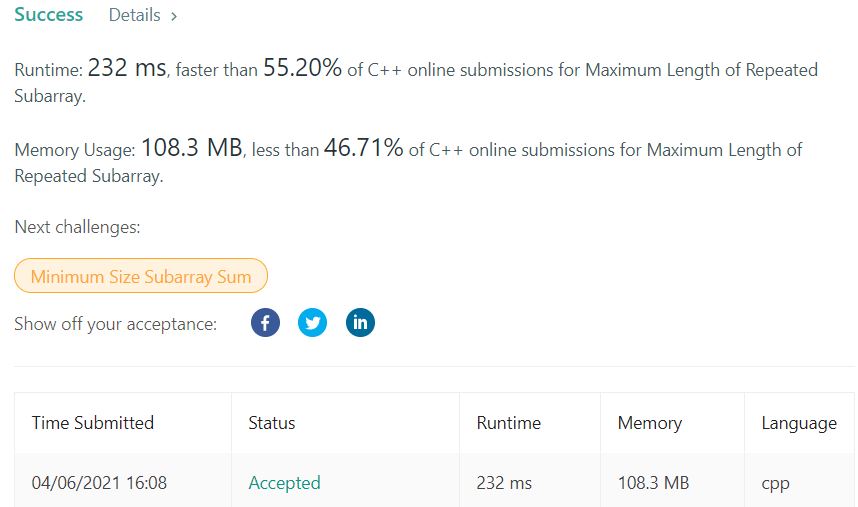 Success Details >
Runtime: 232 ms, faster than 55.20% of C++ online submissions for Maximum Length of Repeated
Subarray.
Memory Usage: 108.3 MB, less than 46.71% of C++ online submissions for Maximum Length of
Repeated Subarray.
Next challenges:
Minimum Size Subarray Sum
Show off your acceptance: f in
Time Submitted Status Runtime Memory Language
04/06/2021 16:08 Accepted 232 ms 108.3 MB cpp